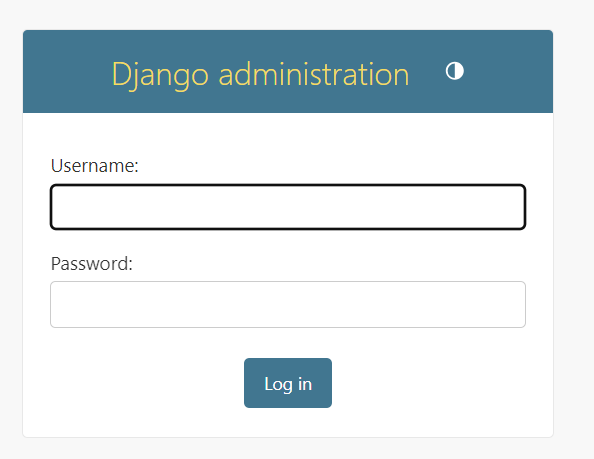 Django administration
Username:
Password:
Log in